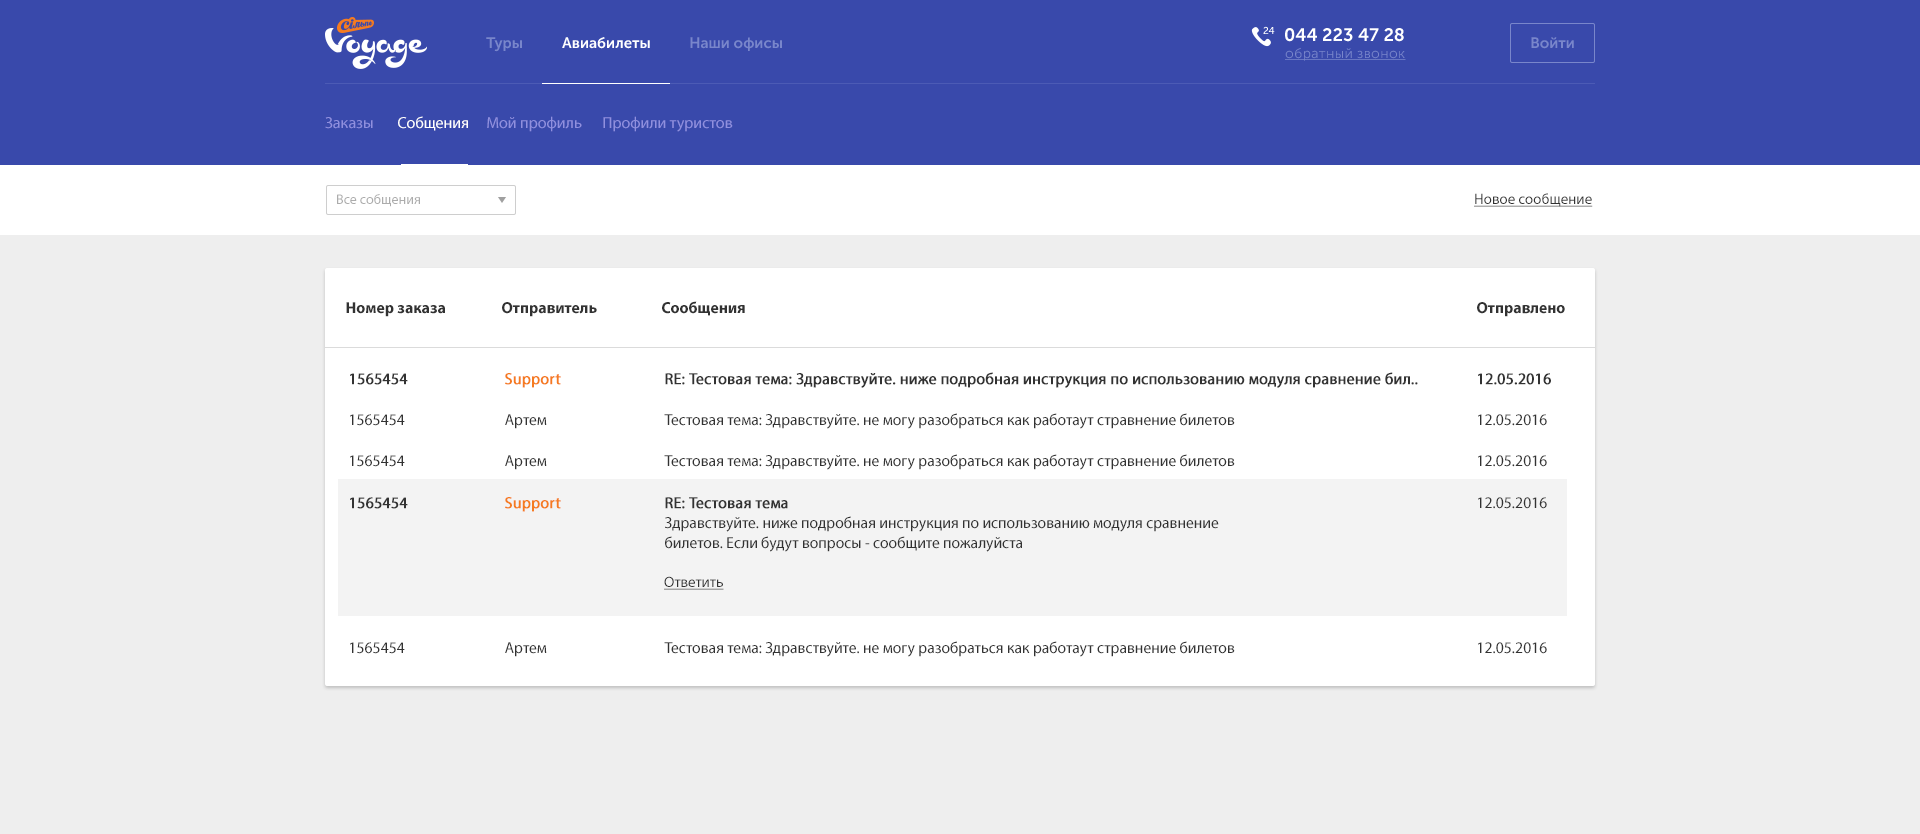 Сільпо
Voyage
Туры
Авиабилеты
Наши офисы
24
044 223 47 28
обратный звонок
Войти
Заказы
Собщения
Мой профиль
Профили туристов
Все собщения
Новое сообщение
Номер заказа Отправитель Сообщения Отправлено
1565454 Support RE: Тестовая тема: Здравствуйте. ниже подробная инструкция по использованию модуля сравнение бил.. 12.05.2016
1565454 Артем Тестовая тема: Здравствуйте. не могу разобраться как работаут стравнение билетов 12.05.2016
1565454 Артем Тестовая тема: Здравствуйте. не могу разобраться как работаут стравнение билетов 12.05.2016
1565454 Support RE: Тестовая тема 12.05.2016
Здравствуйте. ниже подробная инструкция по использованию модуля сравнение
билетов. Если будут вопросы - сообщите пожалуйста
Ответить
1565454 Артем Тестовая тема: Здравствуйте. не могу разобраться как работаут стравнение билетов 12.05.2016